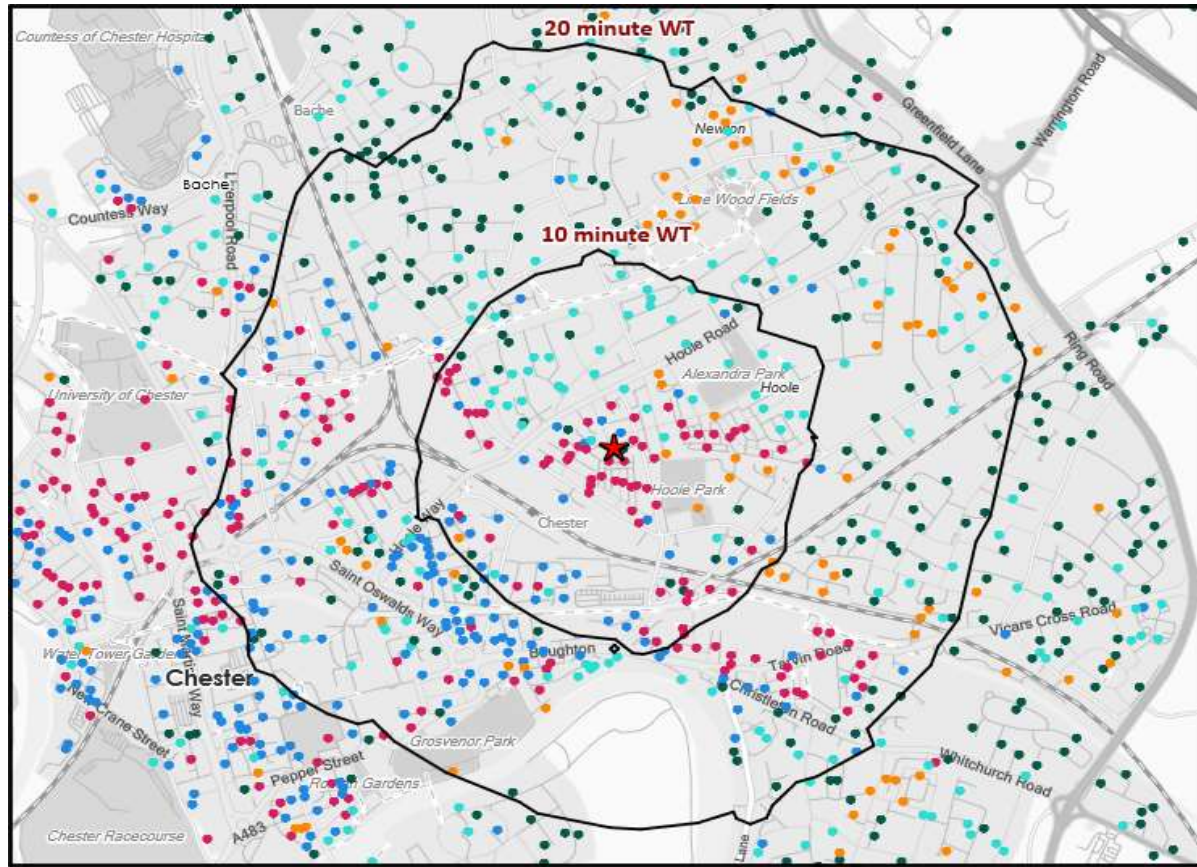 20 minute WT
Countess of Chester Hospital
Bache
Greenfield Lane
Warrington Road
Newton
Bache
Liverpool Road
Lime Wood Fields
Countess Way
10 minute WT
Hoole Road
Alexandra Park
Hoole
Ring Road
University of Chester
Hoole Park
Chester
Hoole Way
Saint Oswalds Way
Vicars Cross Road
Saint Martins Way
Water Tower Gardens
Boughton
Tarvin Road
Chester
Christleton Road
New Crane Street
Grosvenor Park
Pepper Street
Roman Gardens
Whitchurch Road
A483
Chester Racecourse
Lane